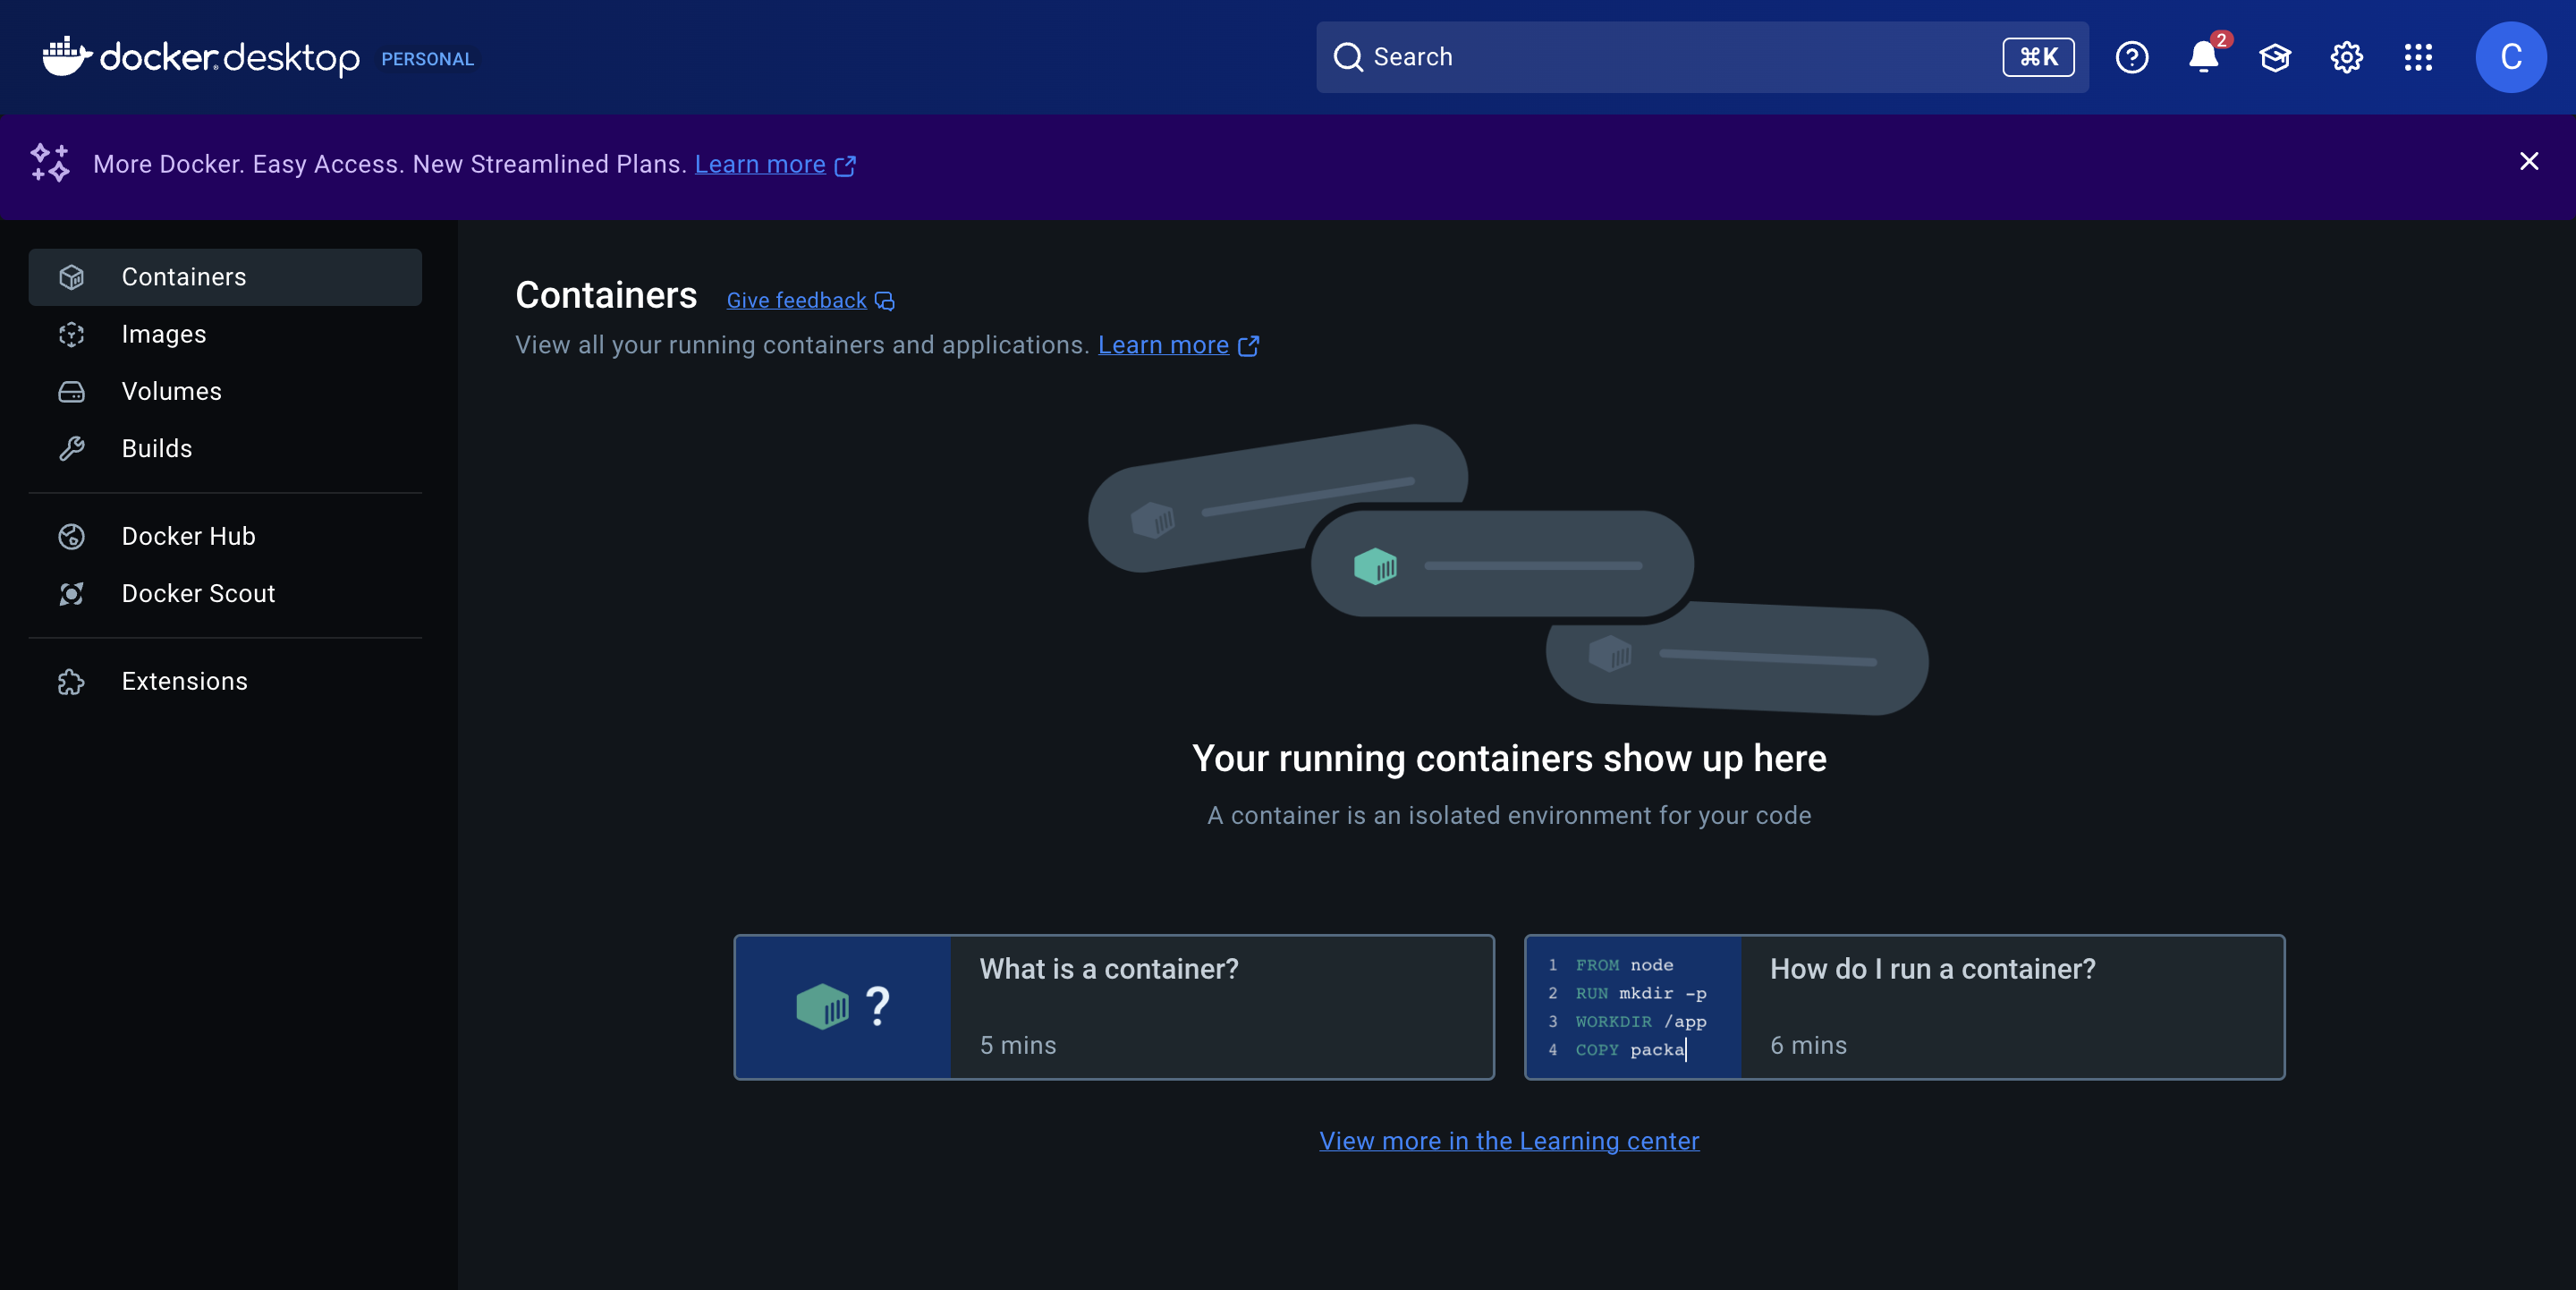 docker desktop PERSONAL
Search
⌘K
2
C
More Docker. Easy Access. New Streamlined Plans. Learn more
Containers
Images
Volumes
Builds
Docker Hub
Docker Scout
Extensions
Containers Give feedback
View all your running containers and applications. Learn more
Your running containers show up here
A container is an isolated environment for your code
?
What is a container?
5 mins
1 FROM node
2 RUN mkdir -p
3 WORKDIR /app
4 COPY packa
How do I run a container?
6 mins
View more in the Learning center